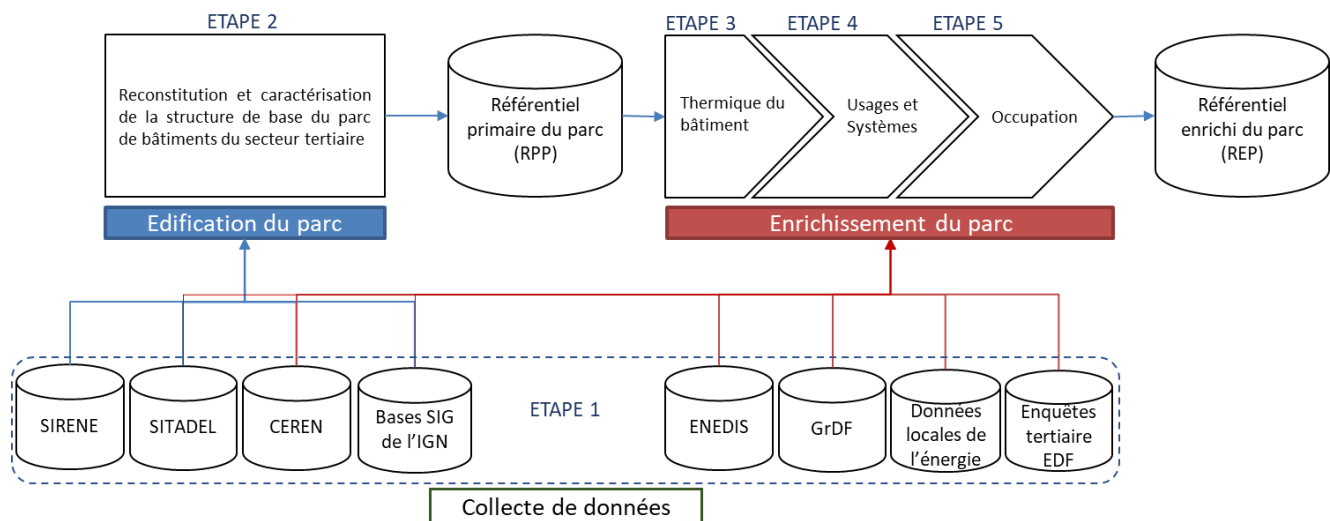 ETAPE 2
Reconstitution et caractérisation
de la structure de base du parc
de bâtiments du secteur tertiaire
Edification du parc
Référentiel
primaire du parc
(RPP)
ETAPE 3
ETAPE 4
ETAPE 5
Thermique du
bâtiment
Usages et
Systèmes
Occupation
Enrichissement du parc
Référentiel
enrichi du parc
(REP)
SIRENE
SITADEL
CEREN
Bases SIG
de l'IGN
ETAPE 1
ENEDIS
GrDF
Données
locales de
l'énergie
Enquêtes
tertiaire
EDF
Collecte de données